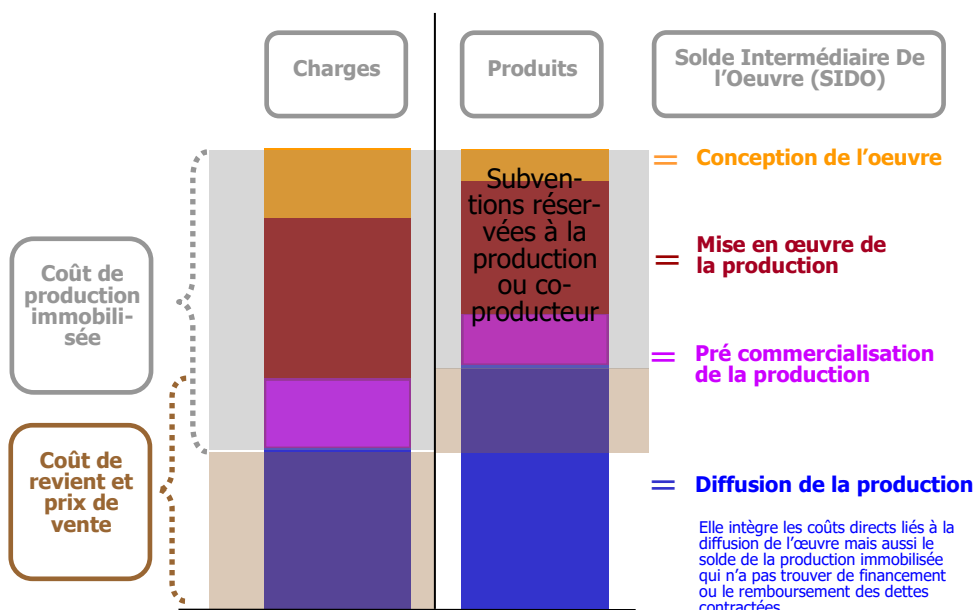 Charges
Produits
Solde Intermédiaire De
l'Oeuvre (SIDO)
= Conception de l'oeuvre
Subven-
tions réser-
vées à la
production
ou co-
producteur
= Mise en œuvre de
la production
Coût de
production
immobili-
sée
= Pré commercialisation
de la production
Coût de
revient et
prix de
vente
= Diffusion de la production
Elle intègre les coûts directs liés à la
diffusion de l'œuvre mais aussi le
solde de la production immobilisée
qui n'a pas trouver de financement
ou le remboursement des dettes
contractées